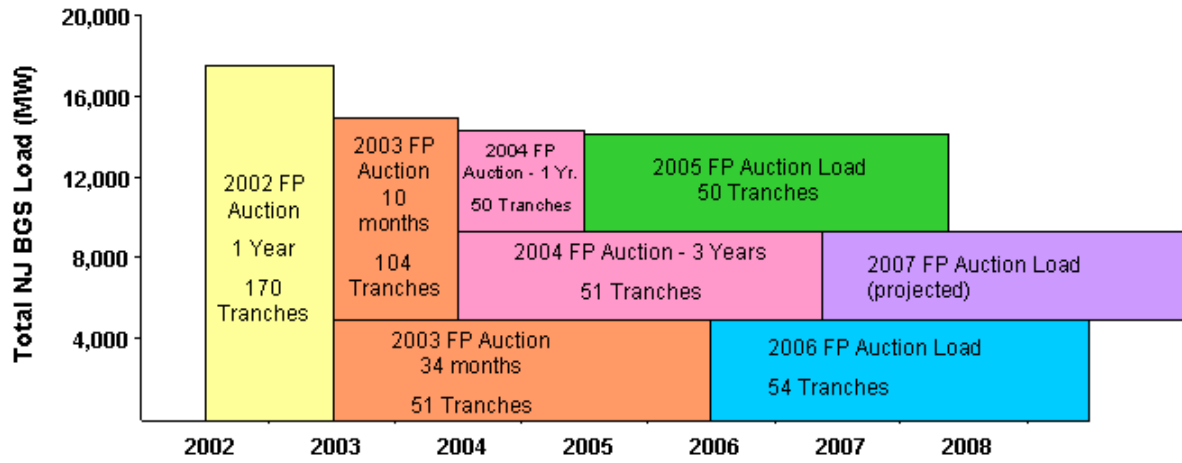 Total NJ BGS Load (MW)
20,000
16,000
12,000
8,000
4,000
2002 FP
Auction
1 Year
170
Tranches
2003 FP
Auction
10
months
104
Tranches
2004 FP
Auction - 1 Yr.
50 Tranches
2005 FP Auction Load
50 Tranches
2004 FP Auction - 3 Years
51 Tranches
2007 FP Auction Load
(projected)
2003 FP Auction
34 months
51 Tranches
2006 FP Auction Load
54 Tranches
2002
2003
2004
2005
2006
2007
2008